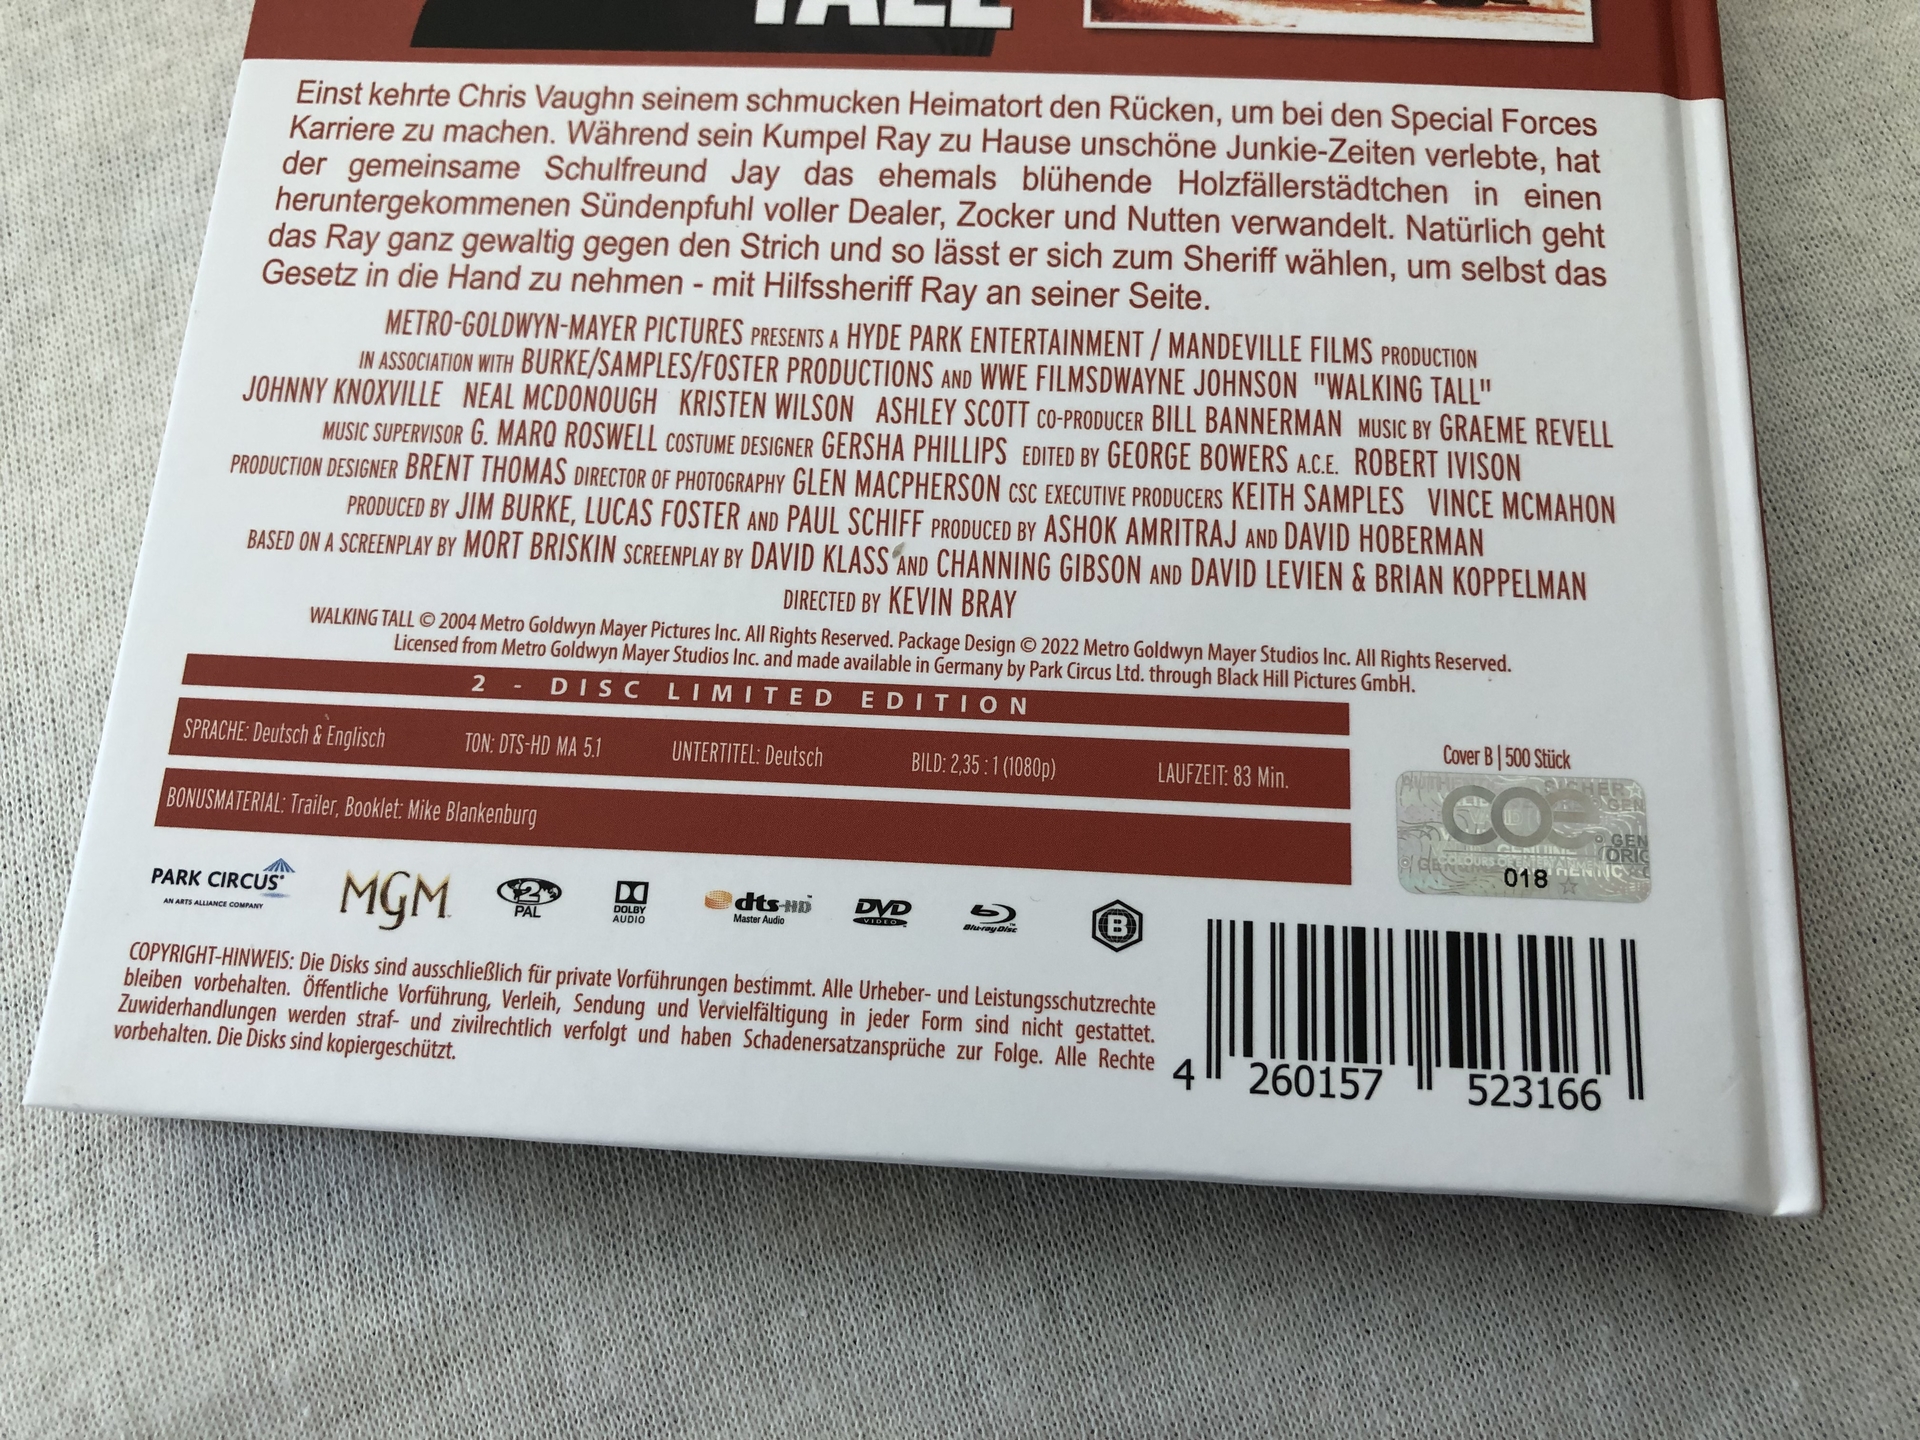 TALL
Einst kehrte Chris Vaughn seinem schmucken Heimatort den Rücken, um bei den Special Forces
Karriere zu machen. Während sein Kumpel Ray zu Hause unschöne Junkie-Zeiten verlebte, hat
der gemeinsame Schulfreund Jay das ehemals blühende Holzfällerstädtchen in einen
heruntergekommenen Sündenpfuhl voller Dealer, Zocker und Nutten verwandelt. Natürlich geht
das Ray ganz gewaltig gegen den Strich und so lässt er sich zum Sheriff wählen, um selbst das
Gesetz in die Hand zu nehmen - mit Hilfssheriff Ray an seiner Seite.
METRO-GOLDWYN-MAYER PICTURES PRESENTS A HYDE PARK ENTERTAINMENT / MANDEVILLE FILMS PRODUCTION
IN ASSOCIATION WITH BURKE/SAMPLES/FOSTER PRODUCTIONS AND WWE FILMSDWAYNE JOHNSON "WALKING TALL"
JOHNNY KNOXVILLE NEAL MCDONOUGH KRISTEN WILSON ASHLEY SCOTT CO-PRODUCER BILL BANNERMAN MUSIC BY GRAEME REVELL
MUSIC SUPERVISOR G. MARQ ROSWELL COSTUME DESIGNER GERSHA PHILLIPS EDITED BY GEORGE BOWERS A.C.E. ROBERT IVISON
PRODUCTION DESIGNER BRENT THOMAS DIRECTOR OF PHOTOGRAPHY GLEN MACPHERSON CSC EXECUTIVE PRODUCERS KEITH SAMPLES VINCE MCMAHON
PRODUCED BY JIM BURKE, LUCAS FOSTER AND PAUL SCHIFF PRODUCED BY ASHOK AMRITRAJ AND DAVID HOBERMAN
BASED ON A SCREENPLAY BY MORT BRISKIN SCREENPLAY BY DAVID KLASS AND CHANNING GIBSON AND DAVID LEVIEN & BRIAN KOPPELMAN
DIRECTED BY KEVIN BRAY
WALKING TALL © 2004 Metro Goldwyn Mayer Pictures Inc. All Rights Reserved. Package Design © 2022 Metro Goldwyn Mayer Studios Inc. All Rights Reserved.
Licensed from Metro Goldwyn Mayer Studios Inc. and made available in Germany by Park Circus Ltd. through Black Hill Pictures GmbH.
2 - DISC LIMITED EDITION
SPRACHE: Deutsch & Englisch TON: DTS-HD MA 5.1 UNTERTITEL: Deutsch BILD: 2,35 : 1 (1080p) LAUFZEIT: 83 Min.
BONUSMATERIAL: Trailer, Booklet: Mike Blankenburg
Cover B | 500 Stück
coe
COLOURS OF ENTERTAINMENT
018
PARK CIRCUS
AN ARTS ALLIANCE COMPANY
MGM
2
PAL
DOLBY
AUDIO
dts-HD
Master Audio
DVD
VIDEO
Blu-ray Disc
B
COPYRIGHT-HINWEIS: Die Disks sind ausschließlich für private Vorführungen bestimmt. Alle Urheber- und Leistungsschutzrechte
bleiben vorbehalten. Öffentliche Vorführung, Verleih, Sendung und Vervielfältigung in jeder Form sind nicht gestattet.
Zuwiderhandlungen werden straf- und zivilrechtlich verfolgt und haben Schadenersatzansprüche zur Folge. Alle Rechte
vorbehalten. Die Disks sind kopiergeschützt.
4 260157 523166